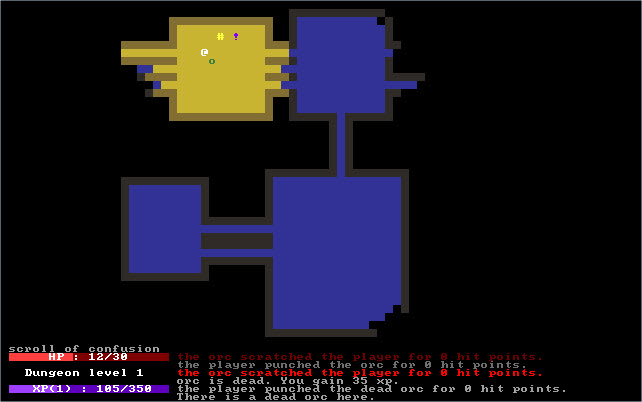 #
!
@
o
scroll of confusion
HP : 12/30
the orc scratched the player for 0 hit points.
the player punched the orc for 0 hit points.
Dungeon level 1
the orc scratched the player for 0 hit points.
orc is dead. You gain 35 xp.
XP(1) : 105/350
the player punched the dead orc for 0 hit points.
There is a dead orc here.